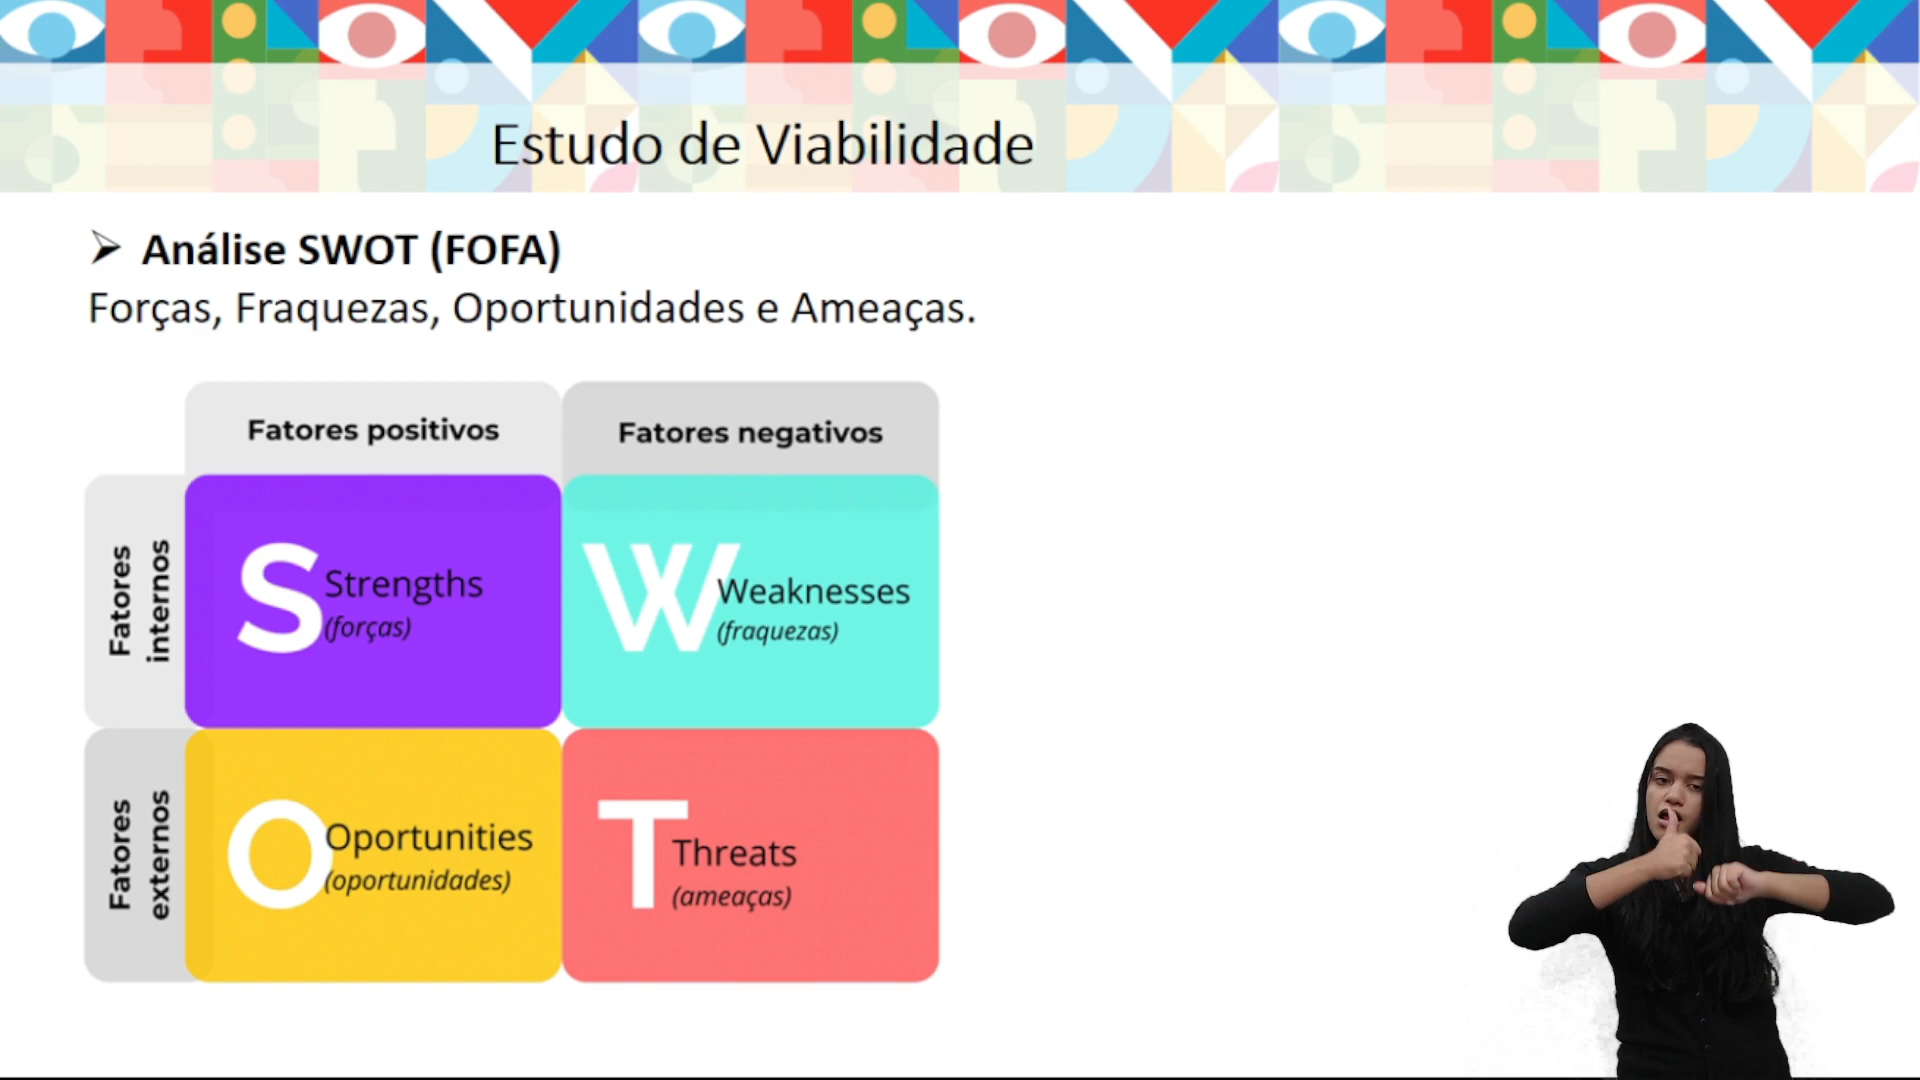 Estudo de Viabilidade
➢ Análise SWOT (FOFA)
Forças, Fraquezas, Oportunidades e Ameaças.
Fatores positivos
Fatores negativos
Fatores
internos
S Strengths
(forças)
W Weaknesses
(fraquezas)
Fatores
externos
O Oportunities
(oportunidades)
T Threats
(ameaças)